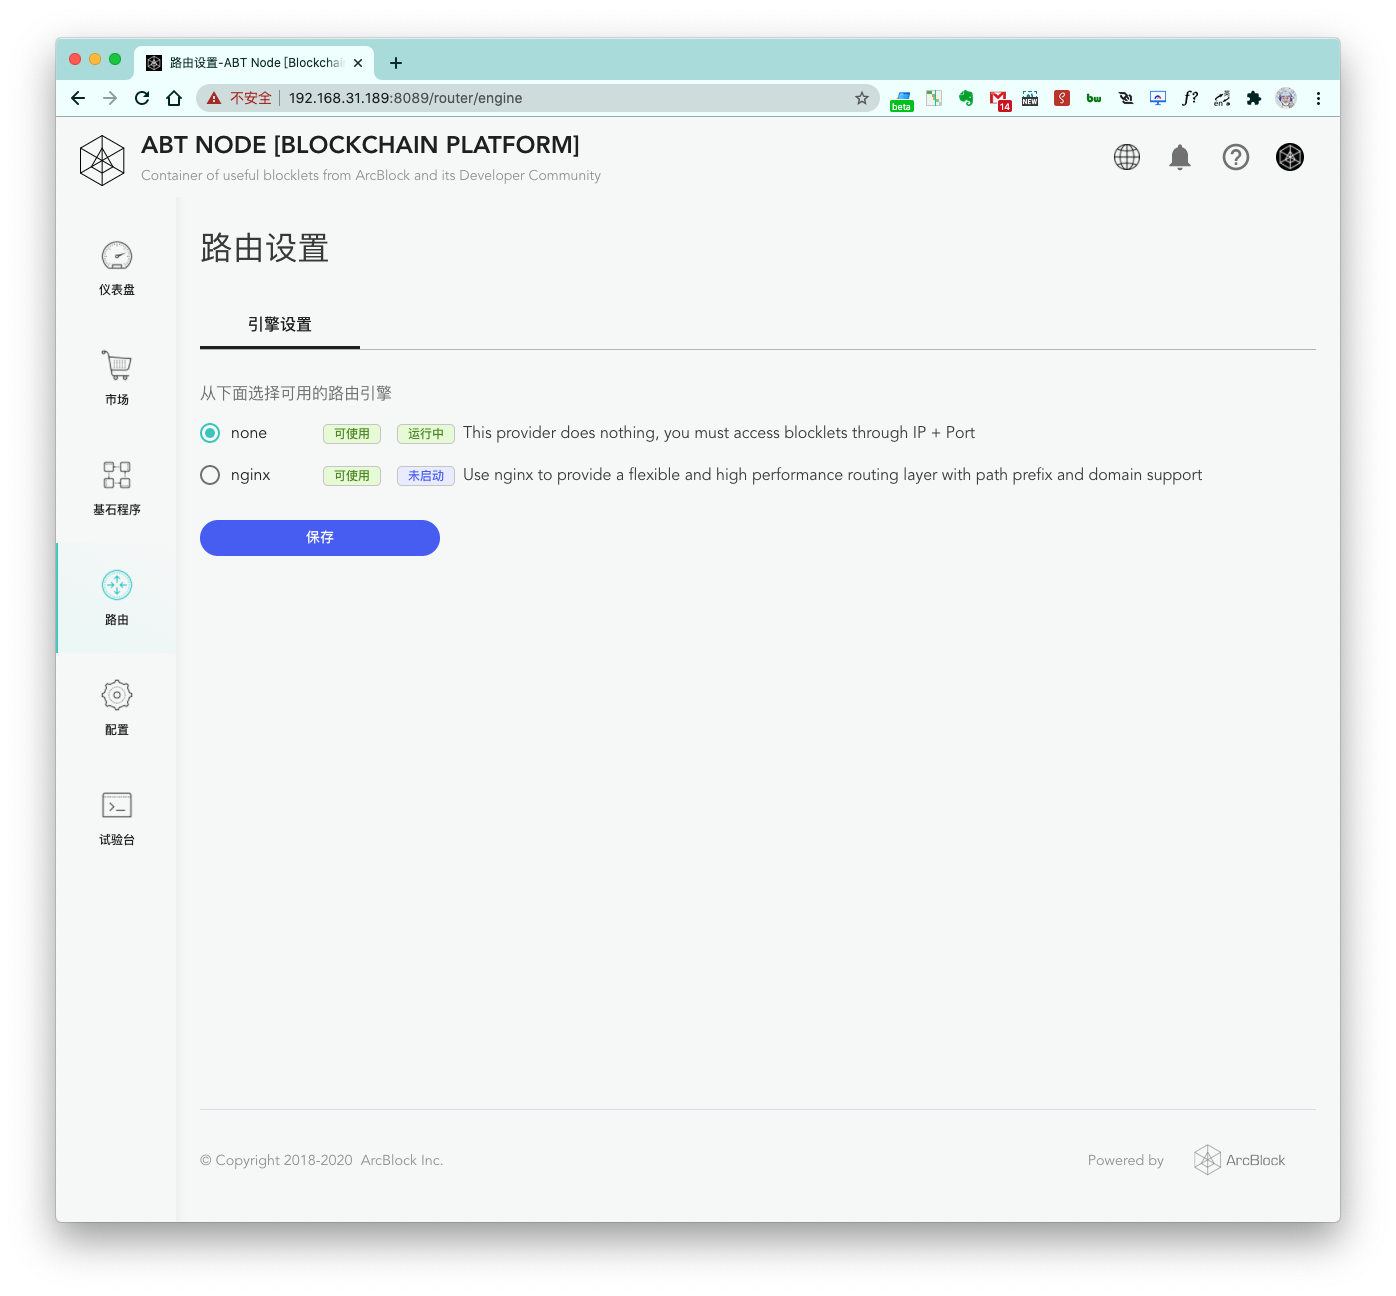 路由设置-ABT Node [Blockchai
不安全
192.168.31.189:8089/router/engine
beta
14
NEW
bw
f?
en
ABT NODE [BLOCKCHAIN PLATFORM]
Container of useful blocklets from ArcBlock and its Developer Community
仪表盘
市场
基石程序
路由
配置
试验台
路由设置
引擎设置
从下面选择可用的路由引擎
none 可使用 运行中 This provider does nothing, you must access blocklets through IP + Port
nginx 可使用 未启动 Use nginx to provide a flexible and high performance routing layer with path prefix and domain support
保存
© Copyright 2018-2020 ArcBlock Inc.
Powered by ArcBlock